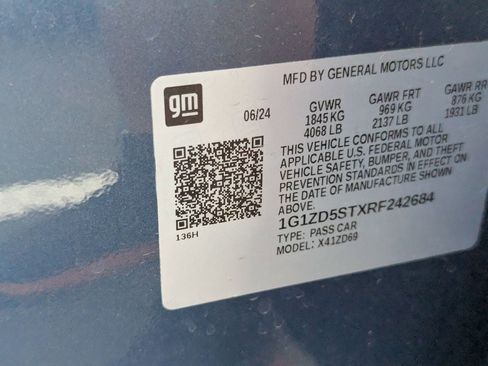 MFD BY GENERAL MOTORS LLC
gm
06/24
GVWR GAWR FRT GAWR RR
1845 KG 969 KG 876 KG
4068 LB 2137 LB 1931 LB
THIS VEHICLE CONFORMS TO ALL
APPLICABLE U.S. FEDERAL MOTOR
VEHICLE SAFETY, BUMPER, AND THEFT
PREVENTION STANDARDS IN EFFECT ON
THE DATE OF MANUFACTURE SHOWN
ABOVE.
1G1ZD5STXRF242684
TYPE: PASS CAR
MODEL: X41ZD69
136H